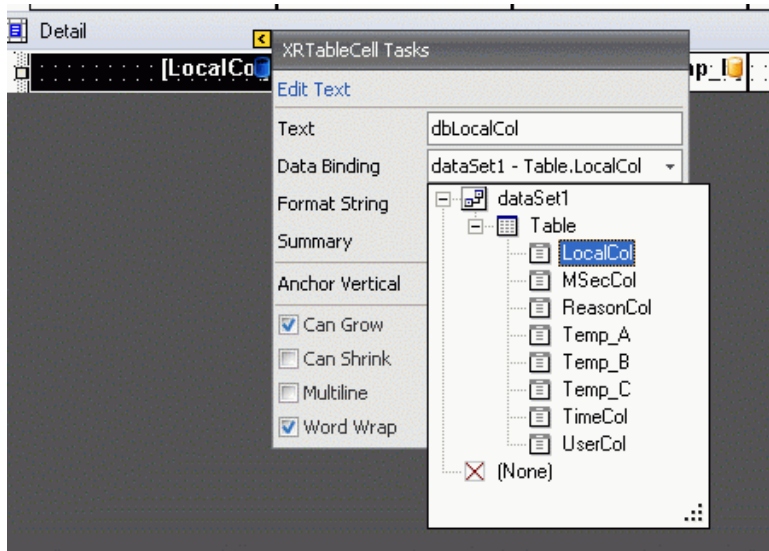 Detail
XRTableCell Tasks
[LocalCo
Edit Text
Text
dbLocalCol
Data Binding
dataSet1 - Table.LocalCol
Format String
dataSet1
Table
Summary
LocalCol
MSecCol
Anchor Vertical
ReasonCol
Can Grow
Temp_A
Can Shrink
Temp_B
Multiline
Temp_C
Word Wrap
TimeCol
UserCol
(None)